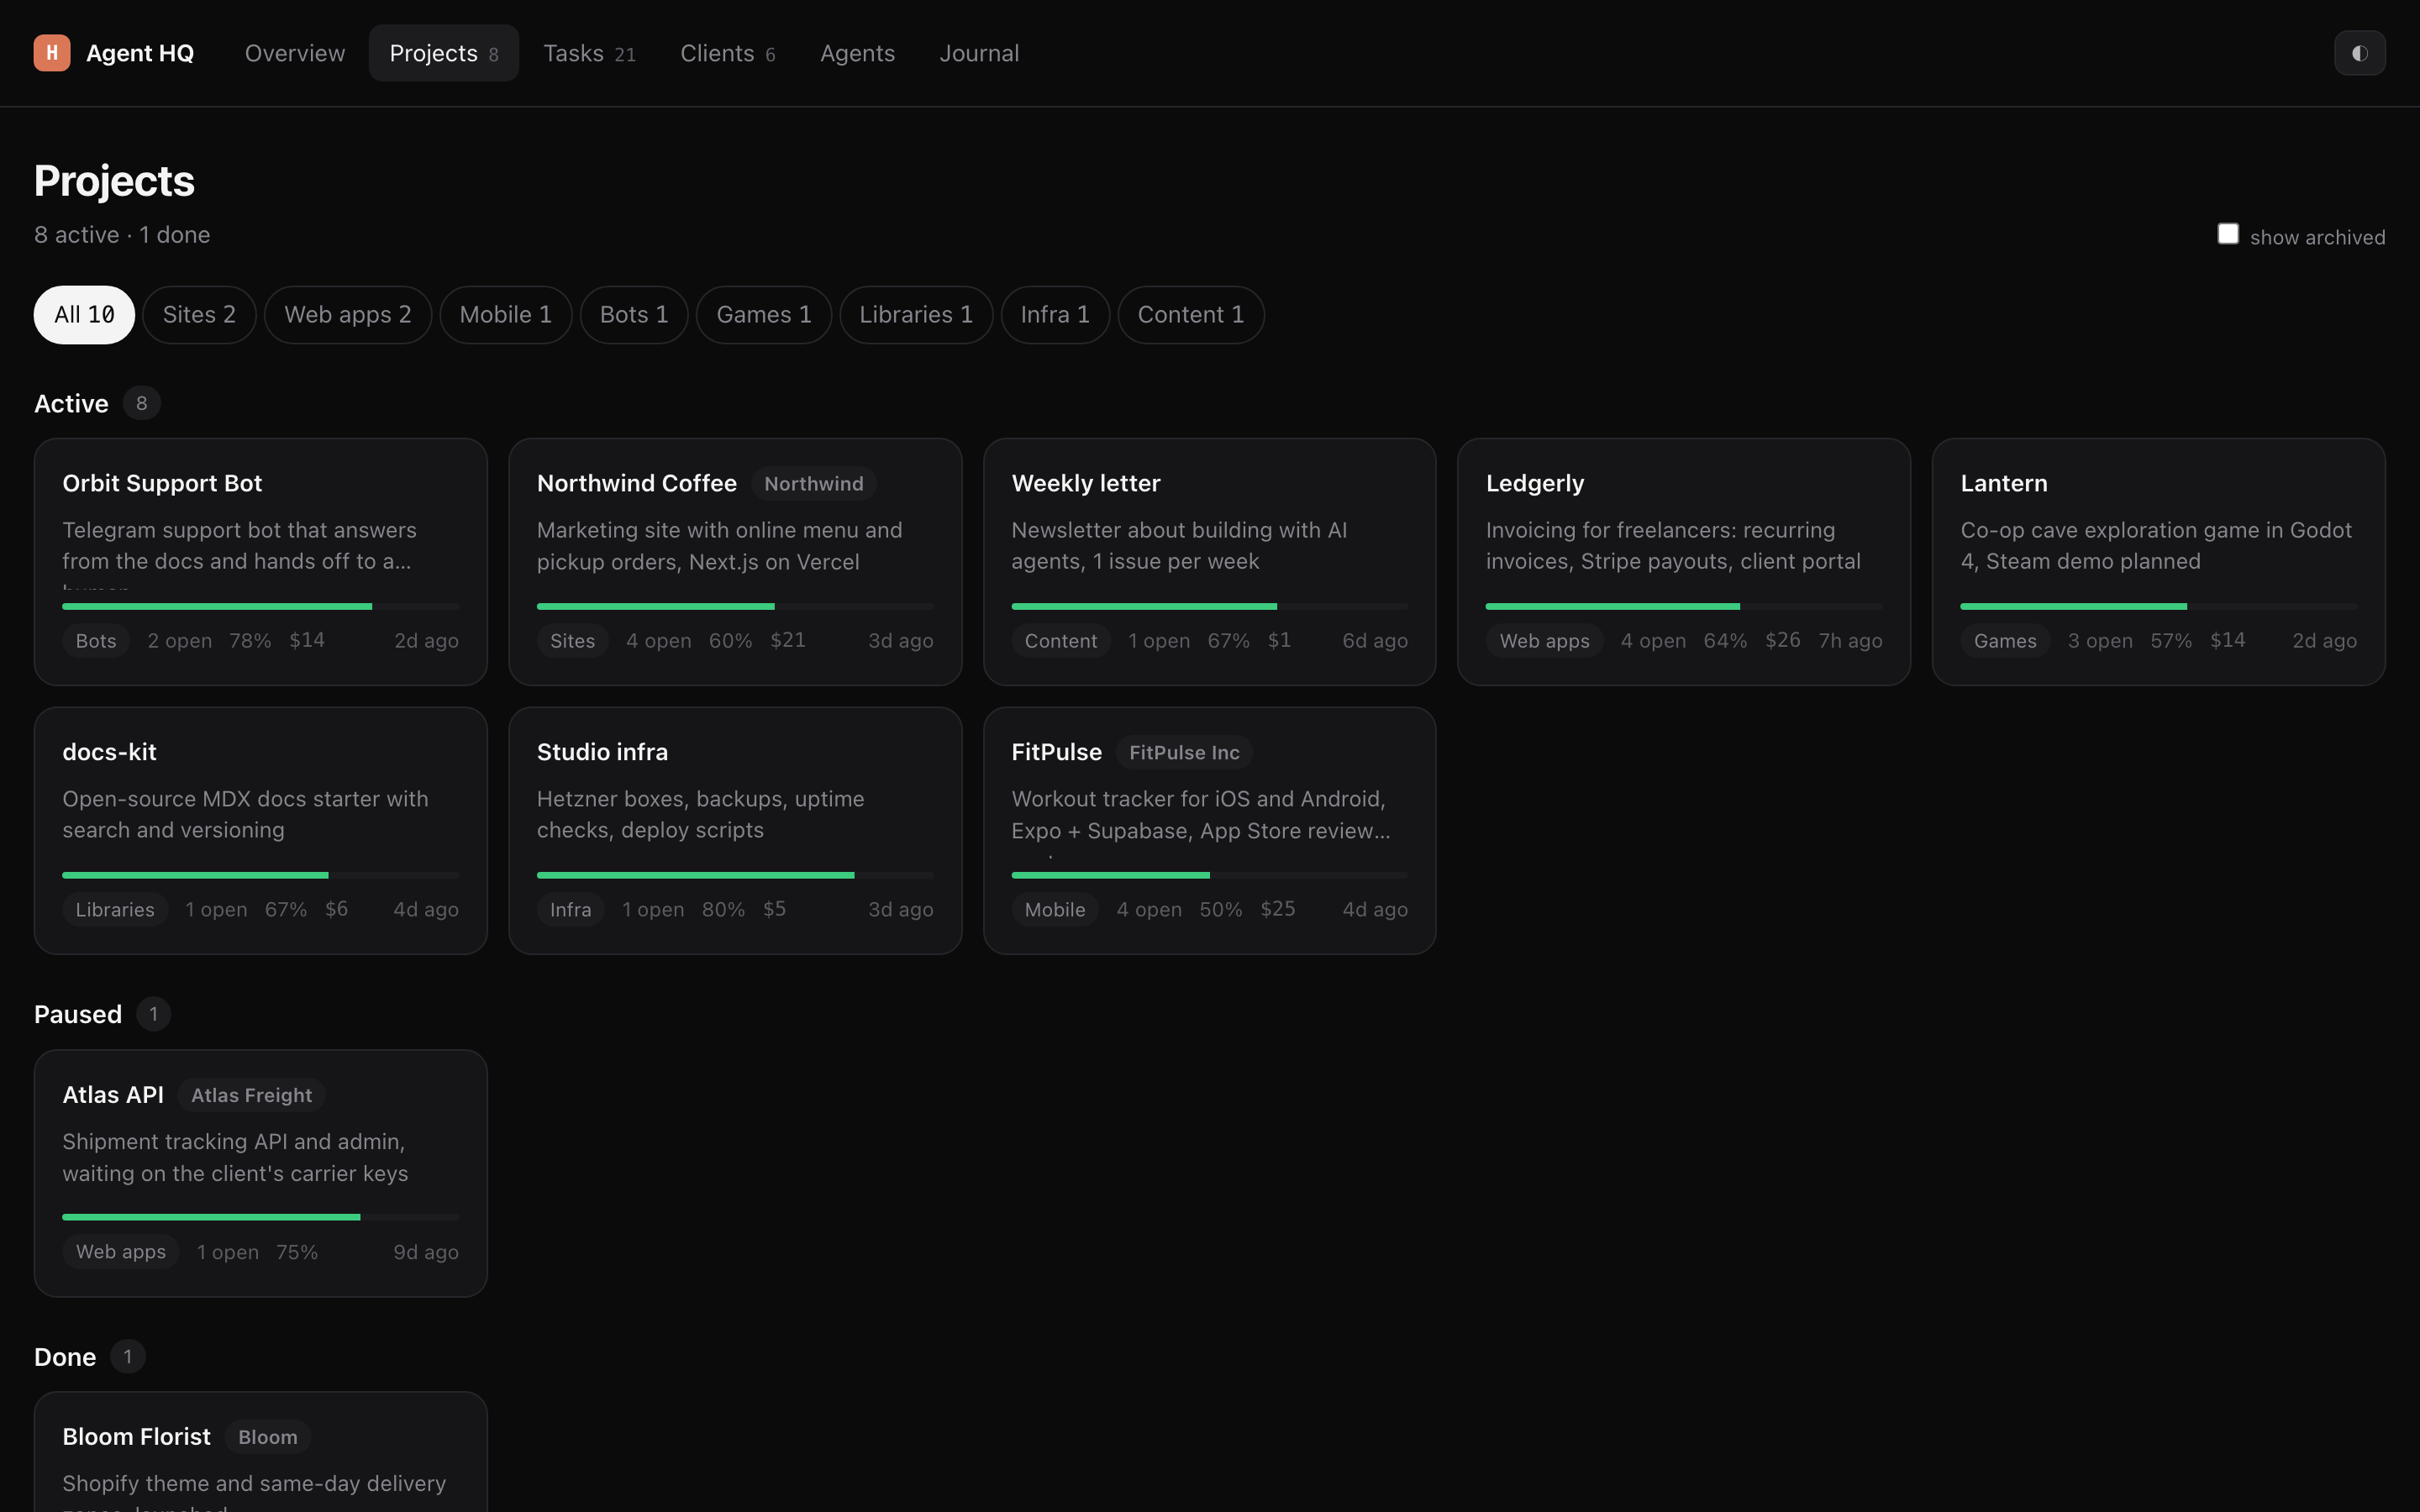 H Agent HQ Overview Projects 8 Tasks 21 Clients 6 Agents Journal
Projects
8 active · 1 done
show archived
All 10 Sites 2 Web apps 2 Mobile 1 Bots 1 Games 1 Libraries 1 Infra 1 Content 1
Active 8
Orbit Support Bot
Telegram support bot that answers
from the docs and hands off to a…
Bots 2 open 78% $14 2d ago
Northwind Coffee Northwind
Marketing site with online menu and
pickup orders, Next.js on Vercel
Sites 4 open 60% $21 3d ago
Weekly letter
Newsletter about building with AI
agents, 1 issue per week
Content 1 open 67% $1 6d ago
Ledgerly
Invoicing for freelancers: recurring
invoices, Stripe payouts, client portal
Web apps 4 open 64% $26 7h ago
Lantern
Co-op cave exploration game in Godot
4, Steam demo planned
Games 3 open 57% $14 2d ago
docs-kit
Open-source MDX docs starter with
search and versioning
Libraries 1 open 67% $6 4d ago
Studio infra
Hetzner boxes, backups, uptime
checks, deploy scripts
Infra 1 open 80% $5 3d ago
FitPulse FitPulse Inc
Workout tracker for iOS and Android,
Expo + Supabase, App Store review…
Mobile 4 open 50% $25 4d ago
Paused 1
Atlas API Atlas Freight
Shipment tracking API and admin,
waiting on the client's carrier keys
Web apps 1 open 75% 9d ago
Done 1
Bloom Florist Bloom
Shopify theme and same-day delivery